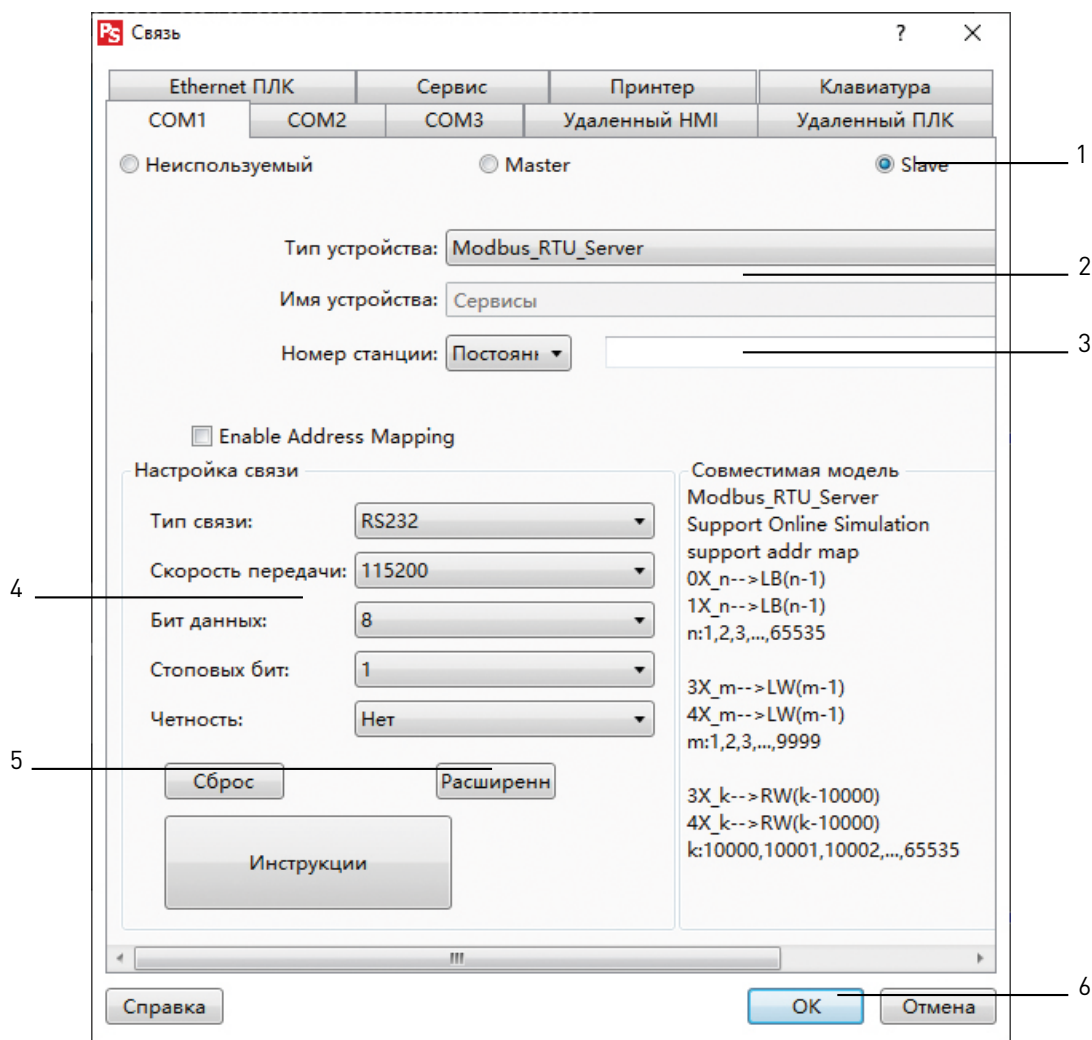 PS Связь ? ×
Ethernet ПЛК Сервис Принтер Клавиатура
COM1 COM2 COM3 Удаленный HMI Удаленный ПЛК
Неиспользуемый Master Slave 1
Тип устройства: Modbus_RTU_Server
2
Имя устройства: Сервисы
Номер станции: Постоянн 3
Enable Address Mapping
Настройка связи
Тип связи: RS232
Скорость передачи: 115200
4
Бит данных: 8
Стоповых бит: 1
Четность: Нет
5
Сброс Расширенн
Инструкции
Совместимая модель
Modbus_RTU_Server
Support Online Simulation
support addr map
0X_n-->LB(n-1)
1X_n-->LB(n-1)
n:1,2,3,...,65535
3X_m-->LW(m-1)
4X_m-->LW(m-1)
m:1,2,3,...,9999
3X_k-->RW(k-10000)
4X_k-->RW(k-10000)
k:10000,10001,10002,...,65535
6
Справка OK Отмена